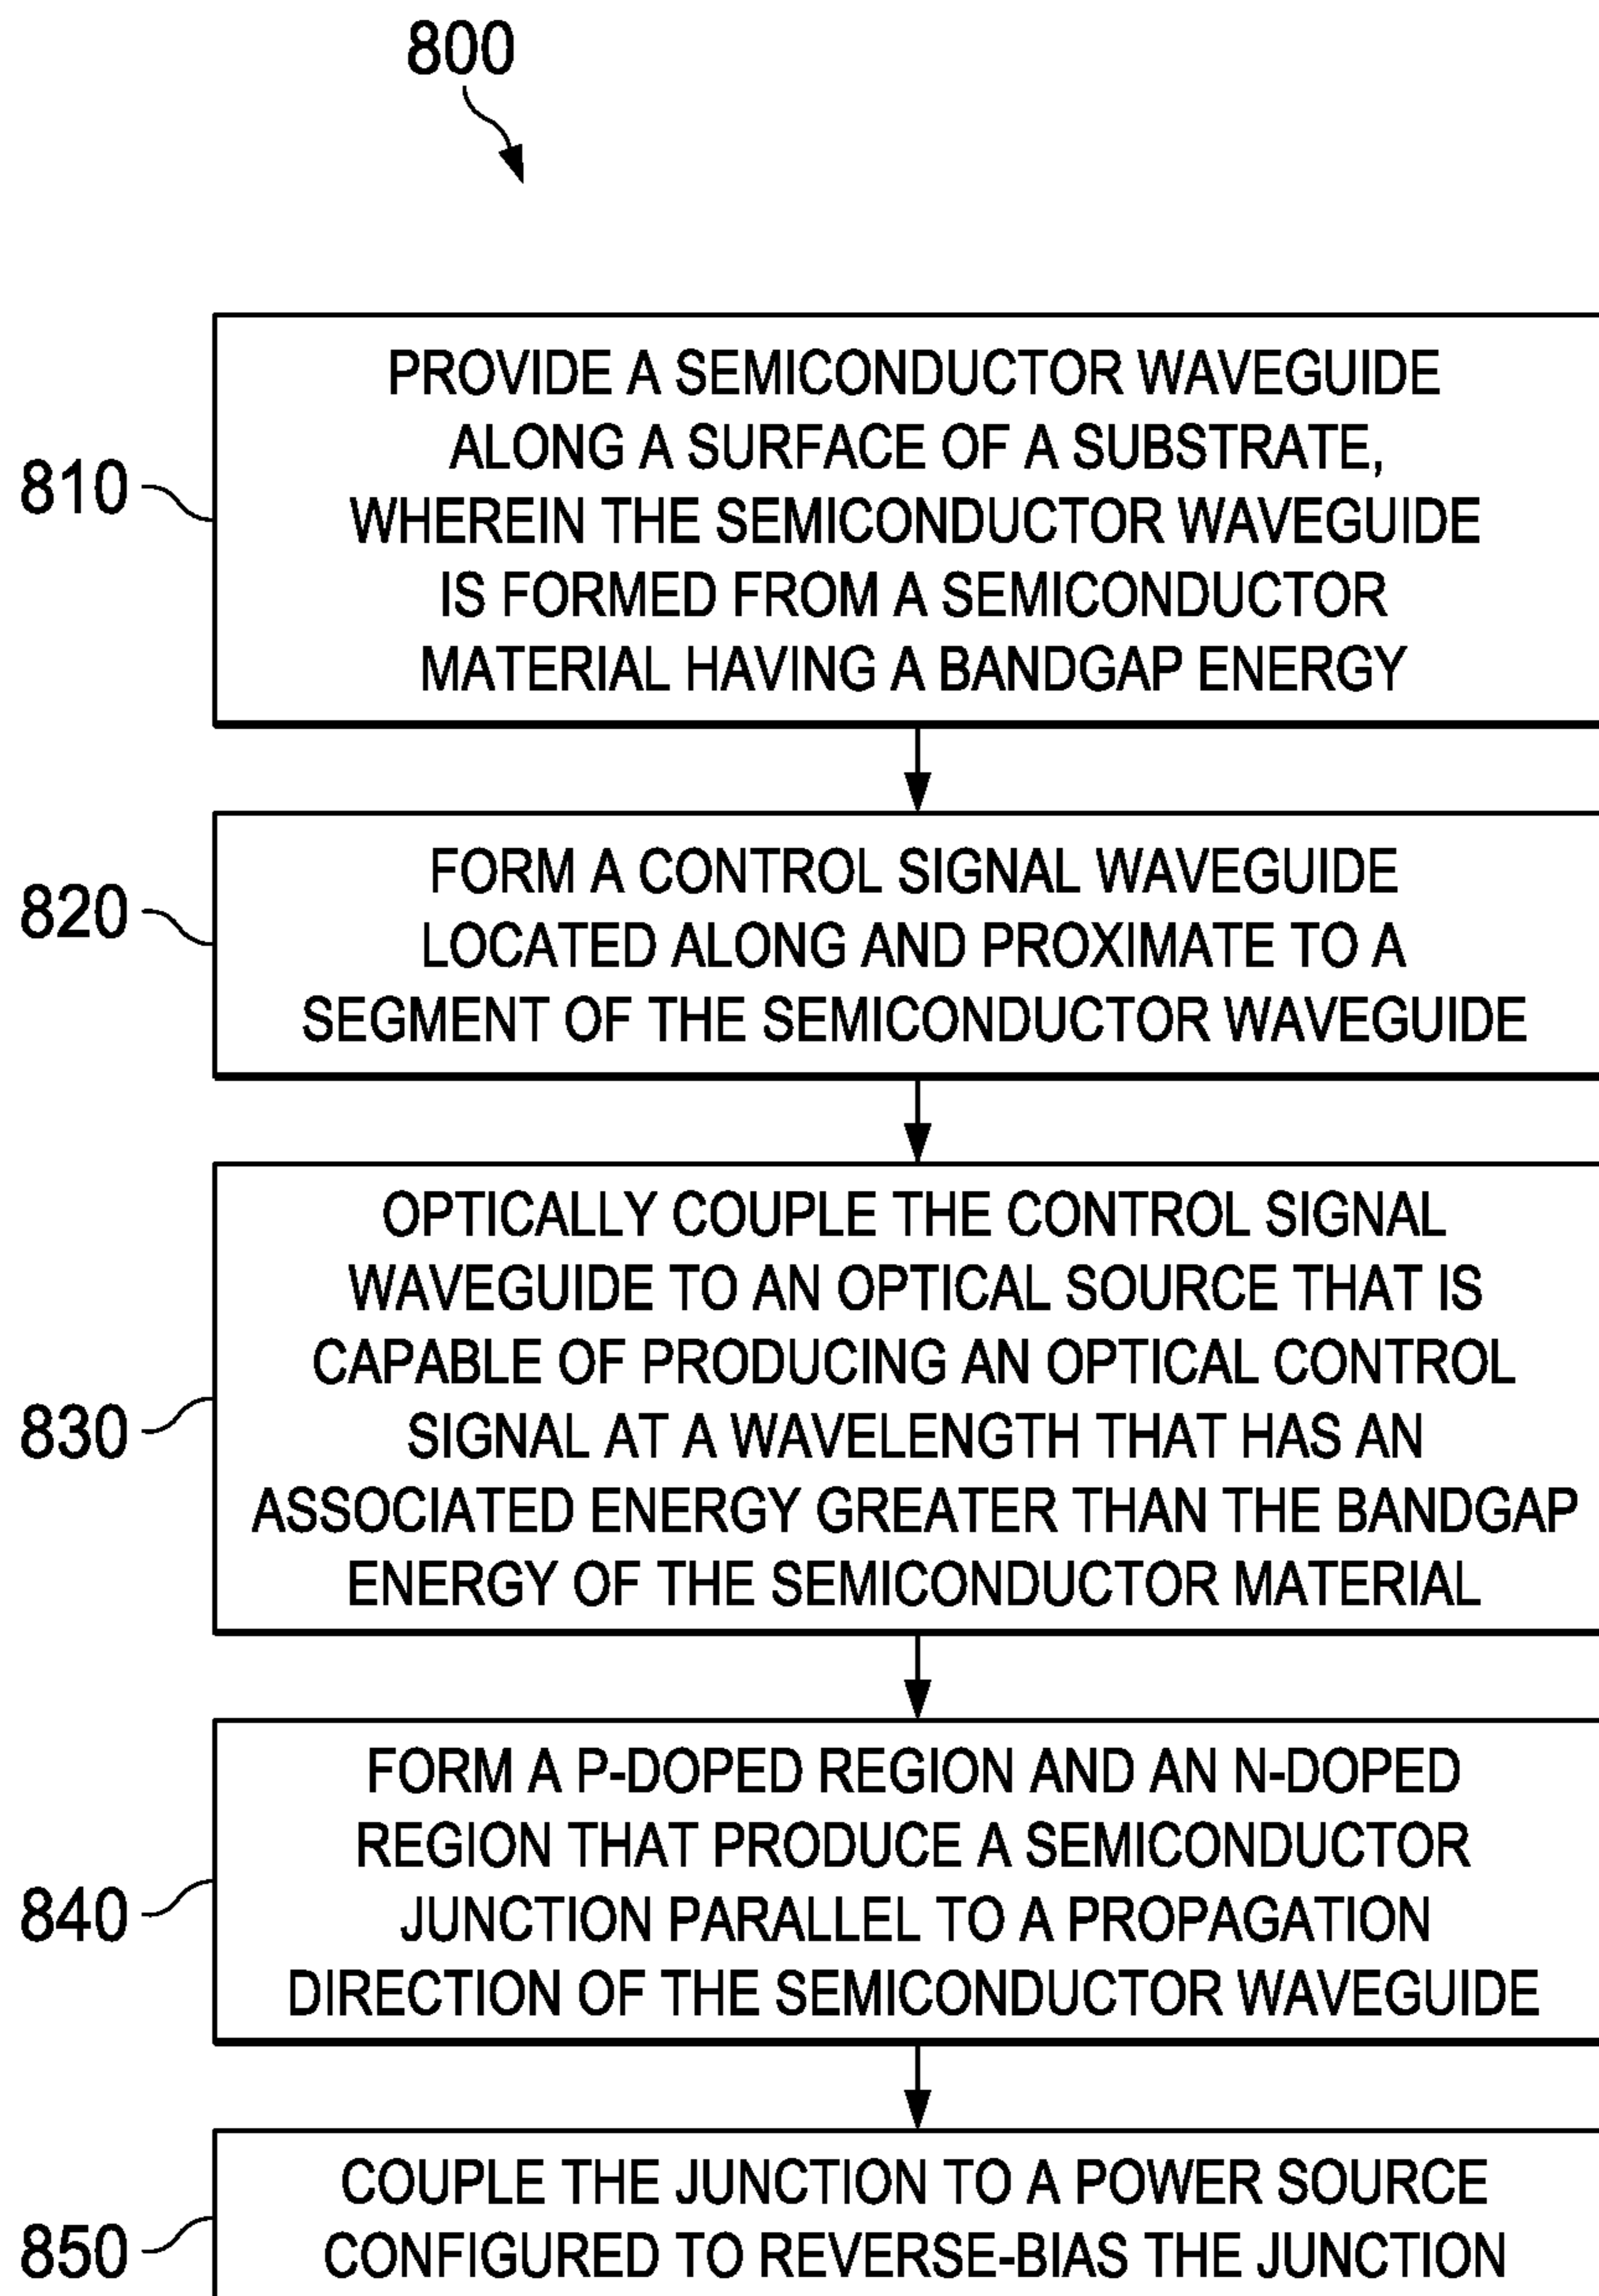 800
810
PROVIDE A SEMICONDUCTOR WAVEGUIDE
ALONG A SURFACE OF A SUBSTRATE,
WHEREIN THE SEMICONDUCTOR WAVEGUIDE
IS FORMED FROM A SEMICONDUCTOR
MATERIAL HAVING A BANDGAP ENERGY
820
FORM A CONTROL SIGNAL WAVEGUIDE
LOCATED ALONG AND PROXIMATE TO A
SEGMENT OF THE SEMICONDUCTOR WAVEGUIDE
830
OPTICALLY COUPLE THE CONTROL SIGNAL
WAVEGUIDE TO AN OPTICAL SOURCE THAT IS
CAPABLE OF PRODUCING AN OPTICAL CONTROL
SIGNAL AT A WAVELENGTH THAT HAS AN
ASSOCIATED ENERGY GREATER THAN THE BANDGAP
ENERGY OF THE SEMICONDUCTOR MATERIAL
840
FORM A P-DOPED REGION AND AN N-DOPED
REGION THAT PRODUCE A SEMICONDUCTOR
JUNCTION PARALLEL TO A PROPAGATION
DIRECTION OF THE SEMICONDUCTOR WAVEGUIDE
850
COUPLE THE JUNCTION TO A POWER SOURCE
CONFIGURED TO REVERSE-BIAS THE JUNCTION